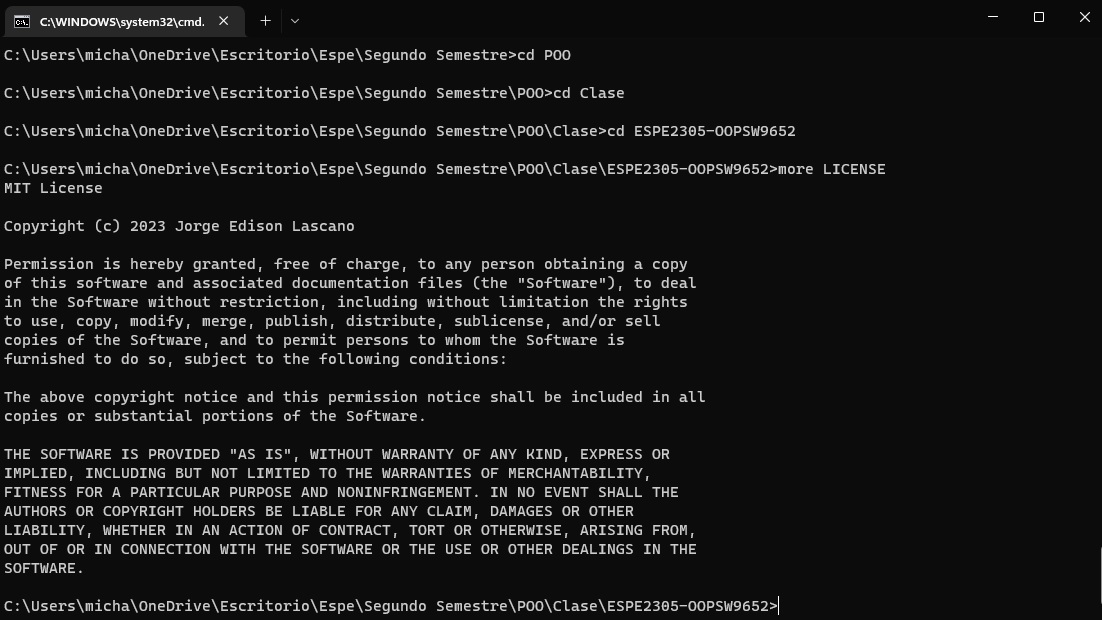 C:\WINDOWS\system32\cmd.
C:\Users\micha\OneDrive\Escritorio\Espe\Segundo Semestre>cd POO
C:\Users\micha\OneDrive\Escritorio\Espe\Segundo Semestre\POO>cd Clase
C:\Users\micha\OneDrive\Escritorio\Espe\Segundo Semestre\POO\Clase>cd ESPE2305-OOPSW9652
C:\Users\micha\OneDrive\Escritorio\Espe\Segundo Semestre\POO\Clase\ESPE2305-OOPSW9652>more LICENSE
MIT License
Copyright (c) 2023 Jorge Edison Lascano
Permission is hereby granted, free of charge, to any person obtaining a copy
of this software and associated documentation files (the "Software"), to deal
in the Software without restriction, including without limitation the rights
to use, copy, modify, merge, publish, distribute, sublicense, and/or sell
copies of the Software, and to permit persons to whom the Software is
furnished to do so, subject to the following conditions:
The above copyright notice and this permission notice shall be included in all
copies or substantial portions of the Software.
THE SOFTWARE IS PROVIDED "AS IS", WITHOUT WARRANTY OF ANY KIND, EXPRESS OR
IMPLIED, INCLUDING BUT NOT LIMITED TO THE WARRANTIES OF MERCHANTABILITY,
FITNESS FOR A PARTICULAR PURPOSE AND NONINFRINGEMENT. IN NO EVENT SHALL THE
AUTHORS OR COPYRIGHT HOLDERS BE LIABLE FOR ANY CLAIM, DAMAGES OR OTHER
LIABILITY, WHETHER IN AN ACTION OF CONTRACT, TORT OR OTHERWISE, ARISING FROM,
OUT OF OR IN CONNECTION WITH THE SOFTWARE OR THE USE OR OTHER DEALINGS IN THE
SOFTWARE.
C:\Users\micha\OneDrive\Escritorio\Espe\Segundo Semestre\POO\Clase\ESPE2305-OOPSW9652>